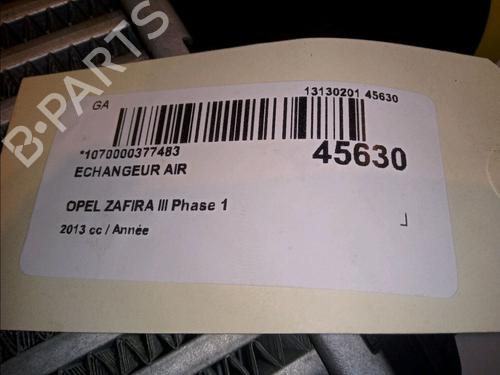 B-PARTS
GA
13130201 45630
*1070000377483
45630
ECHANGEUR AIR
OPEL ZAFIRA III Phase 1
2013 cc / Année